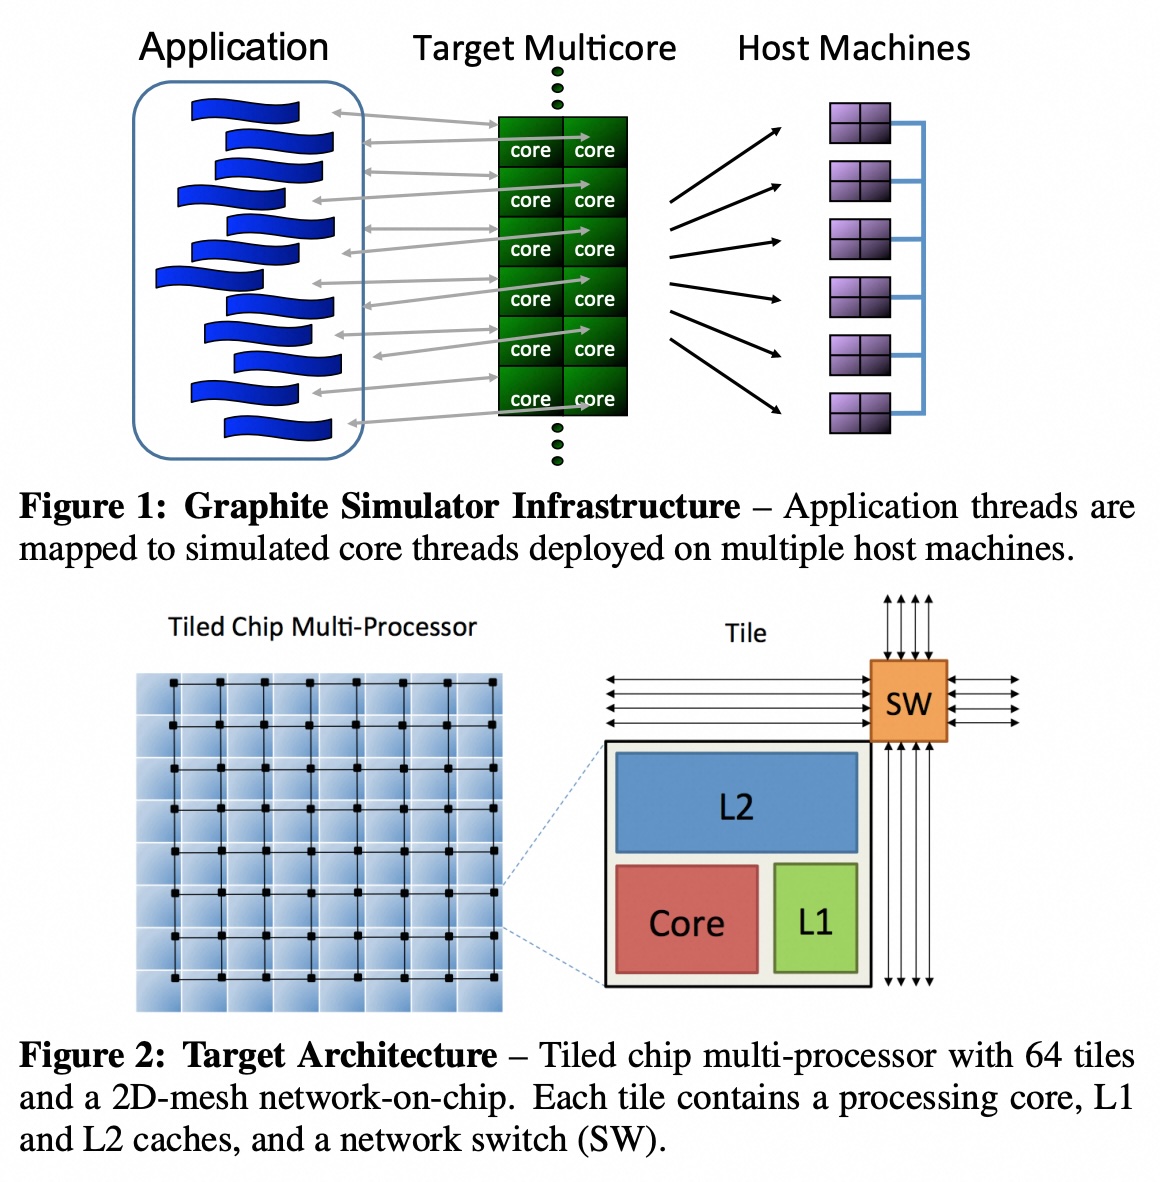 Application Target Multicore Host Machines
core core
core core
core core
core core
core core
core core
Figure 1: Graphite Simulator Infrastructure – Application threads are
mapped to simulated core threads deployed on multiple host machines.
Tiled Chip Multi-Processor
Tile
SW
L2
Core
L1
Figure 2: Target Architecture – Tiled chip multi-processor with 64 tiles
and a 2D-mesh network-on-chip. Each tile contains a processing core, L1
and L2 caches, and a network switch (SW).